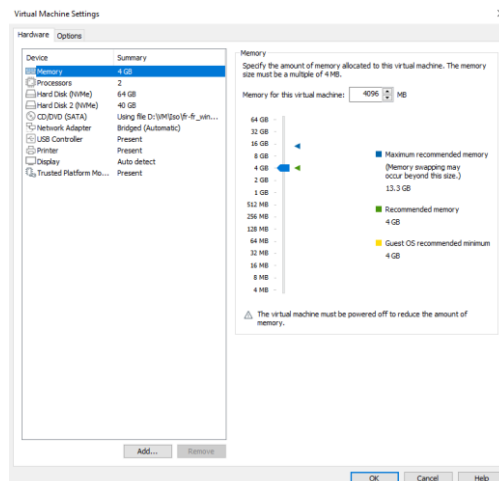 Virtual Machine Settings
Hardware Options
Device Summary
Memory 4 GB
Processors 2
Hard Disk (NVMe) 64 GB
Hard Disk 2 (NVMe) 40 GB
CD/DVD (SATA) Using file D:\VM\Iso\fr-fr_win...
Network Adapter Bridged (Automatic)
USB Controller Present
Printer Present
Display Auto detect
Trusted Platform Mo... Present
Add... Remove
Memory
Specify the amount of memory allocated to this virtual machine. The memory
size must be a multiple of 4 MB.
Memory for this virtual machine: 4096 MB
64 GB
32 GB
16 GB
8 GB
4 GB
2 GB
1 GB
512 MB
256 MB
128 MB
64 MB
32 MB
16 MB
8 MB
4 MB
Maximum recommended memory
(Memory swapping may
occur beyond this size.)
13.3 GB
Recommended memory
4 GB
Guest OS recommended minimum
4 GB
The virtual machine must be powered off to reduce the amount of
memory.
OK Cancel Help